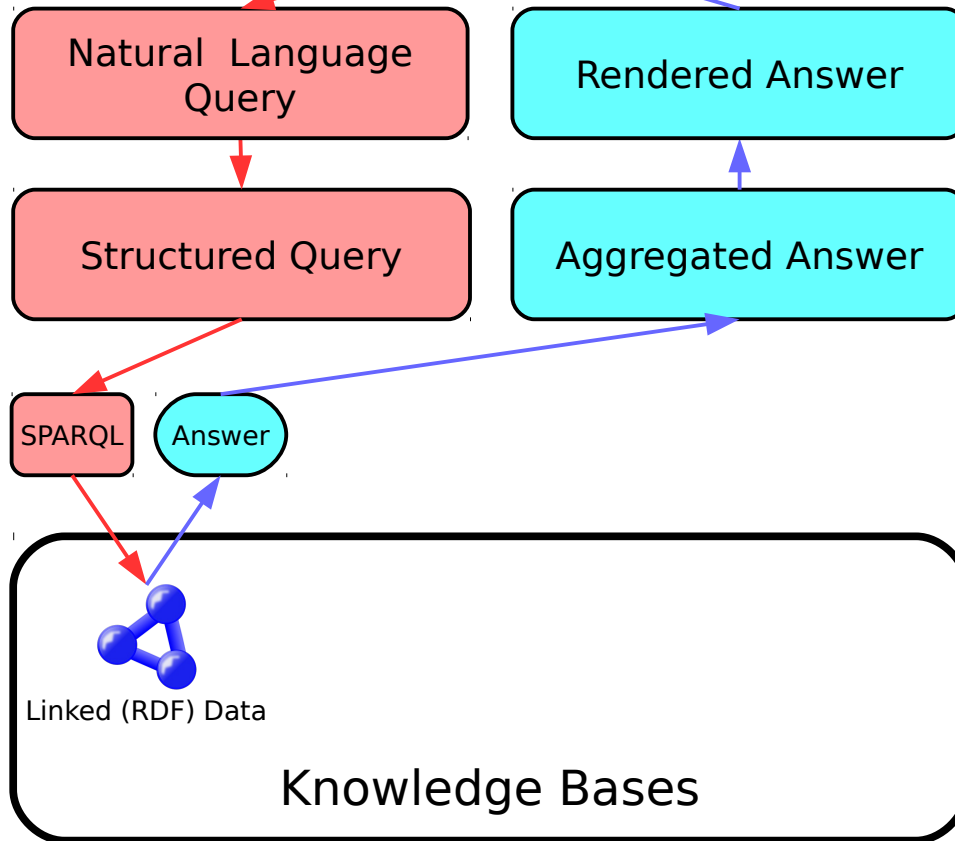 Natural Language
Query
Rendered Answer
Structured Query
Aggregated Answer
SPARQL
Answer
Linked (RDF) Data
Knowledge Bases